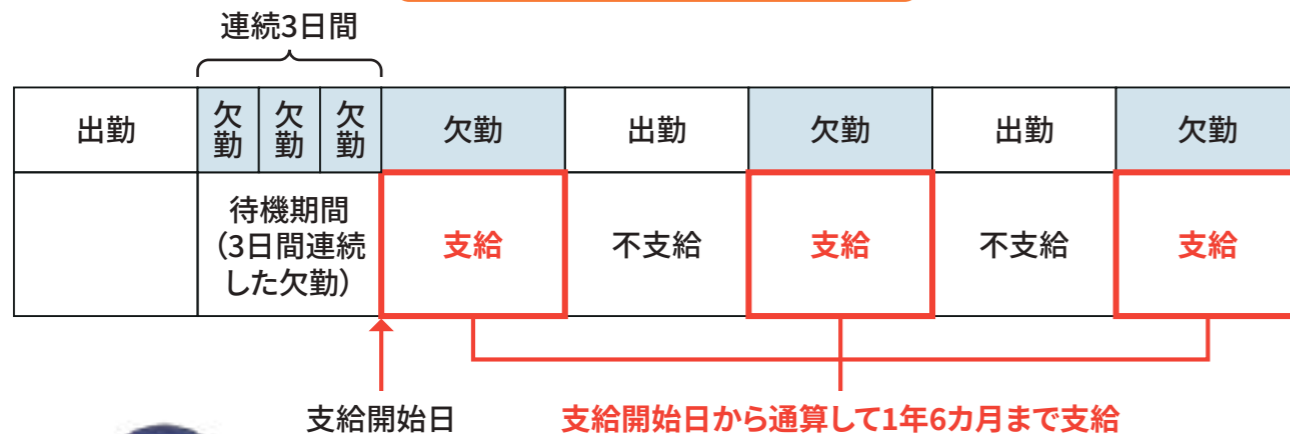 連続3日間
出勤
欠勤
欠勤
欠勤
欠勤
出勤
欠勤
出勤
欠勤
待機期間
（3日間連続
した欠勤）
支給
不支給
支給
不支給
支給
支給開始日
支給開始日から通算して1年6カ月まで支給